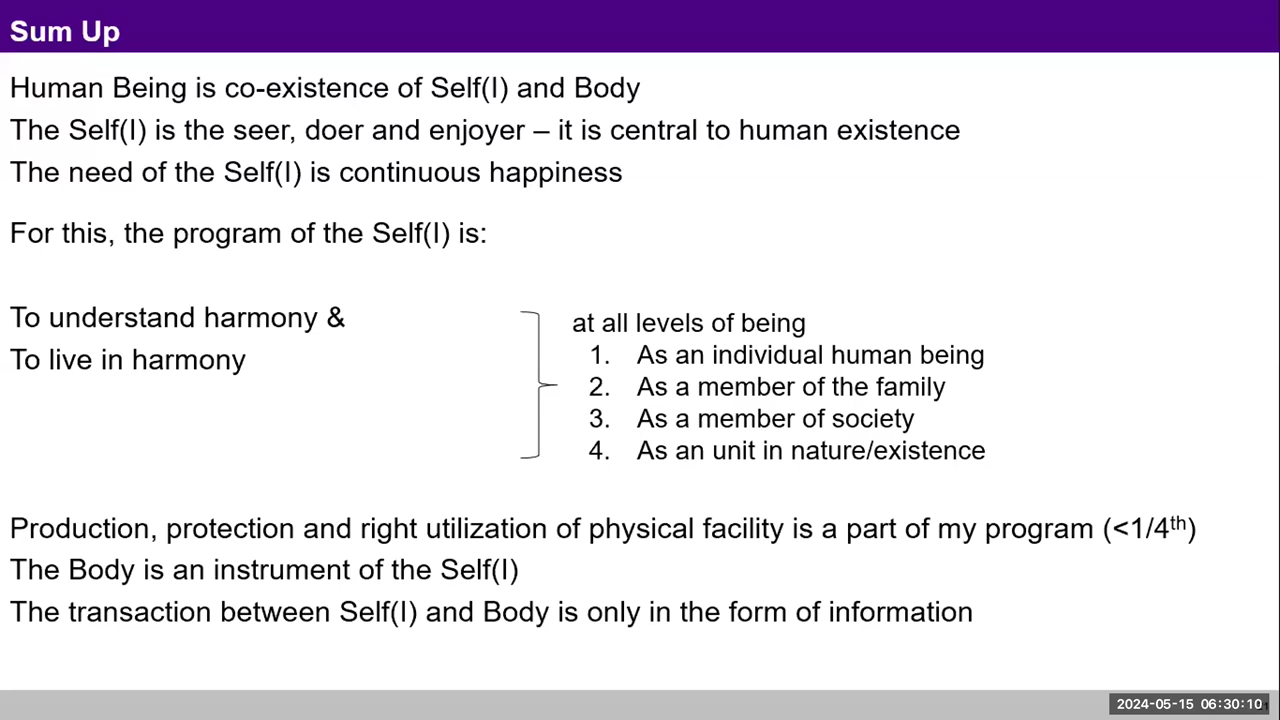 Sum Up
Human Being is co-existence of Self(I) and Body
The Self(I) is the seer, doer and enjoyer – it is central to human existence
The need of the Self(I) is continuous happiness
For this, the program of the Self(I) is:
To understand harmony &
To live in harmony
at all levels of being
1. As an individual human being
2. As a member of the family
3. As a member of society
4. As an unit in nature/existence
Production, protection and right utilization of physical facility is a part of my program (<1/4th)
The Body is an instrument of the Self(I)
The transaction between Self(I) and Body is only in the form of information
2024-05-15 06:30:10